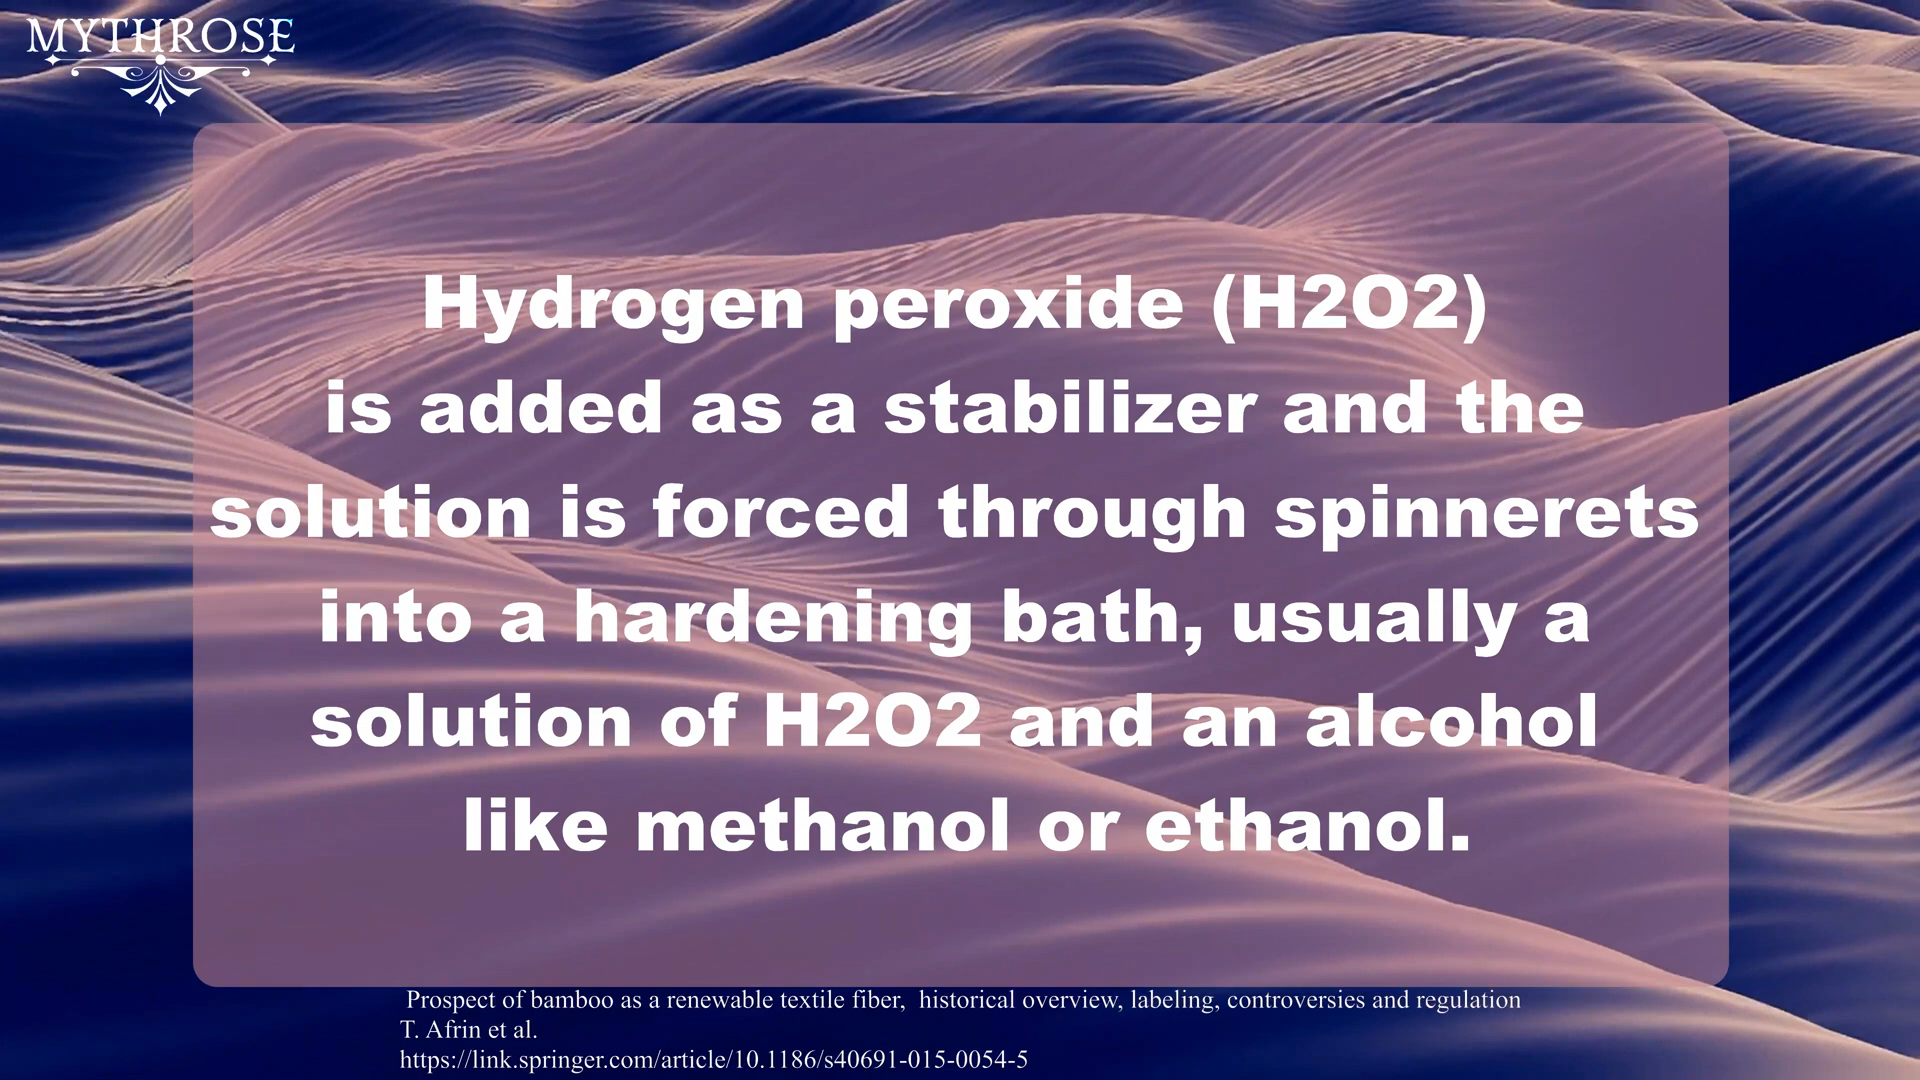 MYTHROSE
Hydrogen peroxide (H2O2)
is added as a stabilizer and the
solution is forced through spinnerets
into a hardening bath, usually a
solution of H2O2 and an alcohol
like methanol or ethanol.
Prospect of bamboo as a renewable textile fiber,  historical overview, labeling, controversies and regulation
T. Afrin et al.
https://link.springer.com/article/10.1186/s40691-015-0054-5